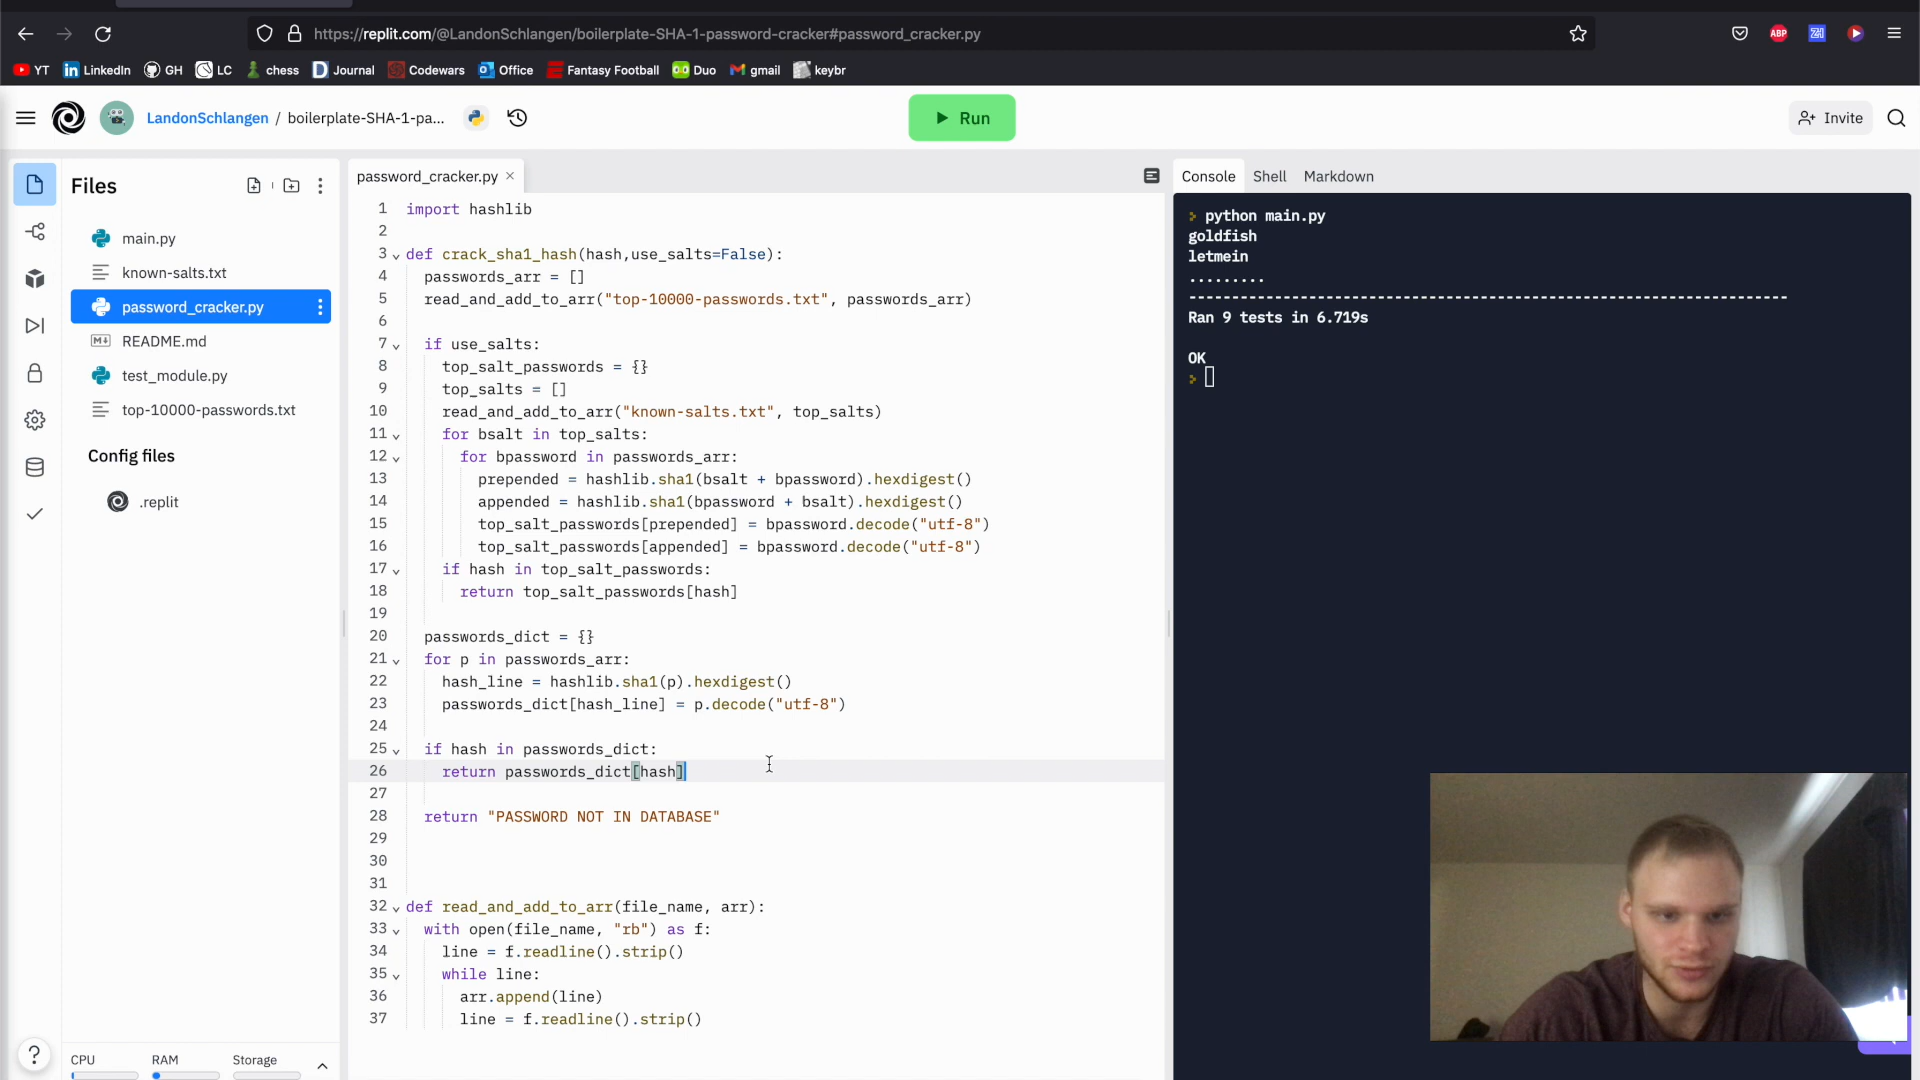 https://replit.com/@LandonSchlangen/boilerplate-SHA-1-password-cracker#password_cracker.py
ABP
YT
LinkedIn
GH
LC
chess
Journal
Codewars
Office
Fantasy Football
Duo
gmail
keybr
LandonSchlangen / boilerplate-SHA-1-pa...
Run
Invite
Files
main.py
known-salts.txt
password_cracker.py
README.md
test_module.py
top-10000-passwords.txt
Config files
.replit
CPU
RAM
Storage
password_cracker.py
1 import hashlib
2
3 def crack_sha1_hash(hash,use_salts=False):
4 passwords_arr = []
5 read_and_add_to_arr("top-10000-passwords.txt", passwords_arr)
6
7 if use_salts:
8 top_salt_passwords = {}
9 top_salts = []
10 read_and_add_to_arr("known-salts.txt", top_salts)
11 for bsalt in top_salts:
12 for bpassword in passwords_arr:
13 prepended = hashlib.sha1(bsalt + bpassword).hexdigest()
14 appended = hashlib.sha1(bpassword + bsalt).hexdigest()
15 top_salt_passwords[prepended] = bpassword.decode("utf-8")
16 top_salt_passwords[appended] = bpassword.decode("utf-8")
17 if hash in top_salt_passwords:
18 return top_salt_passwords[hash]
19
20 passwords_dict = {}
21 for p in passwords_arr:
22 hash_line = hashlib.sha1(p).hexdigest()
23 passwords_dict[hash_line] = p.decode("utf-8")
24
25 if hash in passwords_dict:
26 return passwords_dict[hash]
27
28 return "PASSWORD NOT IN DATABASE"
29
30
31
32 def read_and_add_to_arr(file_name, arr):
33 with open(file_name, "rb") as f:
34 line = f.readline().strip()
35 while line:
36 arr.append(line)
37 line = f.readline().strip()
Console
Shell
Markdown
python main.py
goldfish
letmein
.........
----------------------------------------------------------------------
Ran 9 tests in 6.719s
OK